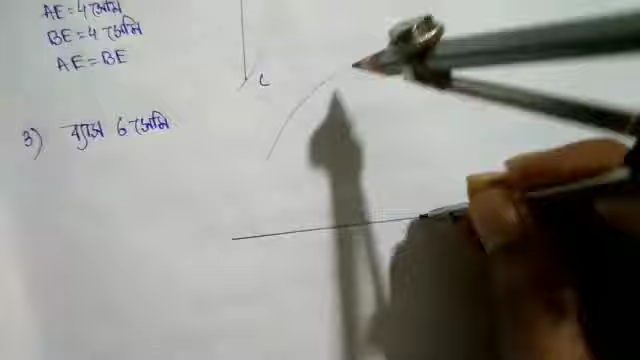 AE = 4 সেমি
BE = 4 সেমি
AE = BE
C
3) ব্যাস 6 সেমি